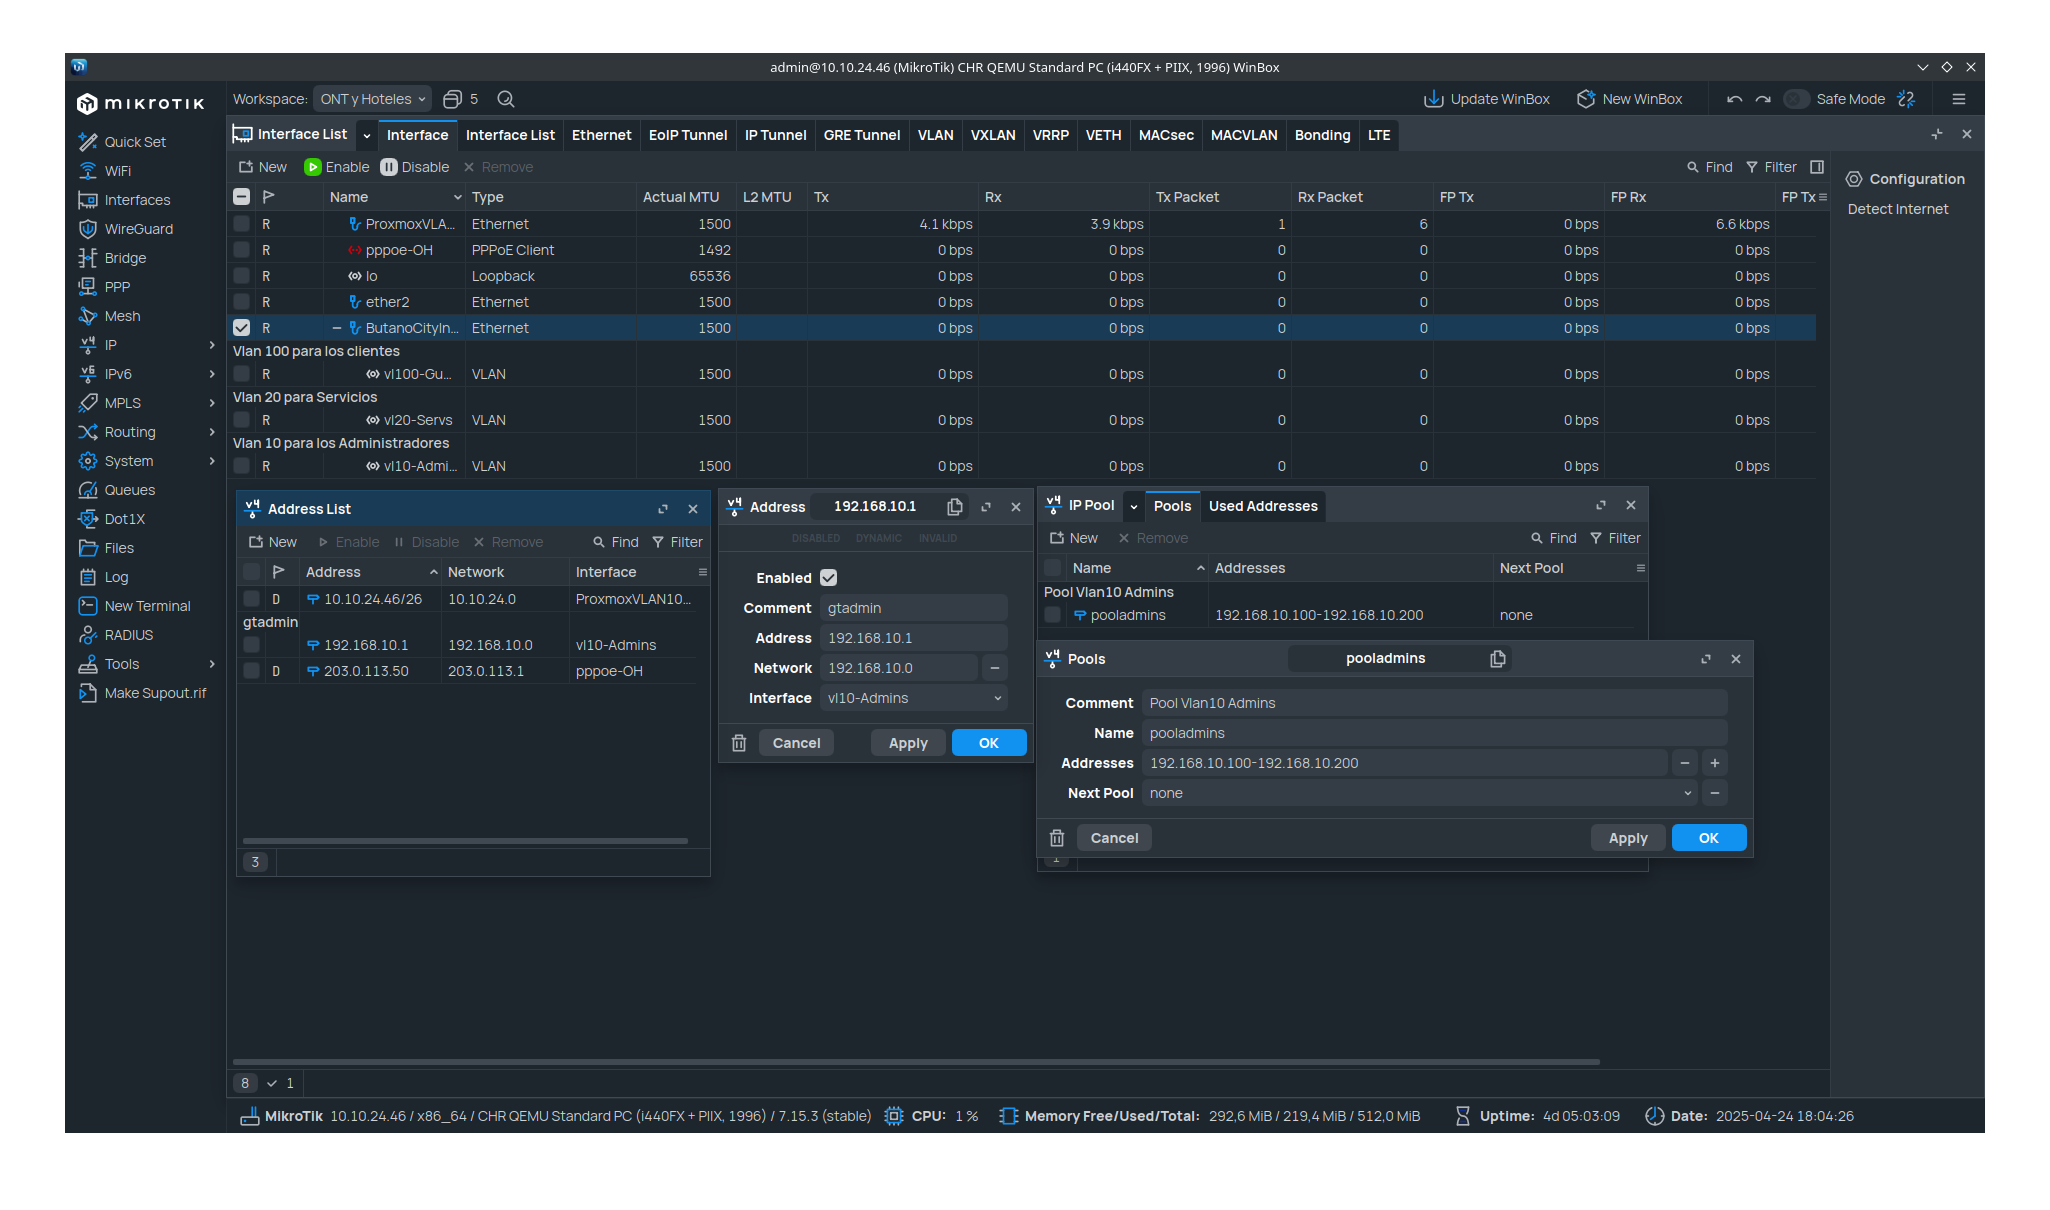 admin@10.10.24.46 (MikroTik) CHR QEMU Standard PC (i440FX + PIIX, 1996) WinBox
MIKROTIK
Workspace: ONT y Hoteles 5 Update WinBox New WinBox Safe Mode
Quick Set
WiFi
Interfaces
WireGuard
Bridge
PPP
Mesh
IP
IPv6
MPLS
Routing
System
Queues
Dot1X
Files
Log
New Terminal
RADIUS
Tools
Make Supout.rif
Interface List Interface Interface List Ethernet EoIP Tunnel IP Tunnel GRE Tunnel VLAN VXLAN VRRP VETH MACsec MACVLAN Bonding LTE
New Enable Disable Remove Find Filter
Configuration
Detect Internet
Name Type Actual MTU L2 MTU Tx Rx Tx Packet Rx Packet FP Tx FP Rx FP Tx
R ProxmoxVLA... Ethernet 1500 4.1 kbps 3.9 kbps 1 6 0 bps 6.6 kbps
R pppoe-OH PPPoE Client 1492 0 bps 0 bps 0 0 0 bps 0 bps
R lo Loopback 65536 0 bps 0 bps 0 0 0 bps 0 bps
R ether2 Ethernet 1500 0 bps 0 bps 0 0 0 bps 0 bps
R ButanoCityIn... Ethernet 1500 0 bps 0 bps 0 0 0 bps 0 bps
Vlan 100 para los clientes
R vl100-Gu... VLAN 1500 0 bps 0 bps 0 0 0 bps 0 bps
Vlan 20 para Servicios
R vl20-Servs VLAN 1500 0 bps 0 bps 0 0 0 bps 0 bps
Vlan 10 para los Administradores
R vl10-Admi... VLAN 1500 0 bps 0 bps 0 0 0 bps 0 bps
Address List
New Enable Disable Remove Find Filter
Address Network Interface
D 10.10.24.46/26 10.10.24.0 ProxmoxVLAN10...
gtadmin
192.168.10.1 192.168.10.0 vl10-Admins
D 203.0.113.50 203.0.113.1 pppoe-OH
3
Address 192.168.10.1
DISABLED DYNAMIC INVALID
Enabled
Comment gtadmin
Address 192.168.10.1
Network 192.168.10.0
Interface vl10-Admins
Cancel Apply OK
IP Pool Pools Used Addresses
New Remove Find Filter
Name Addresses Next Pool
Pool Vlan10 Admins
pooladmins 192.168.10.100-192.168.10.200 none
Pools pooladmins
Comment Pool Vlan10 Admins
Name pooladmins
Addresses 192.168.10.100-192.168.10.200
Next Pool none
Cancel Apply OK
1
8 1
MikroTik 10.10.24.46 / x86_64 / CHR QEMU Standard PC (i440FX + PIIX, 1996) / 7.15.3 (stable) CPU: 1 % Memory Free/Used/Total: 292,6 MiB / 219,4 MiB / 512,0 MiB Uptime: 4d 05:03:09 Date: 2025-04-24 18:04:26